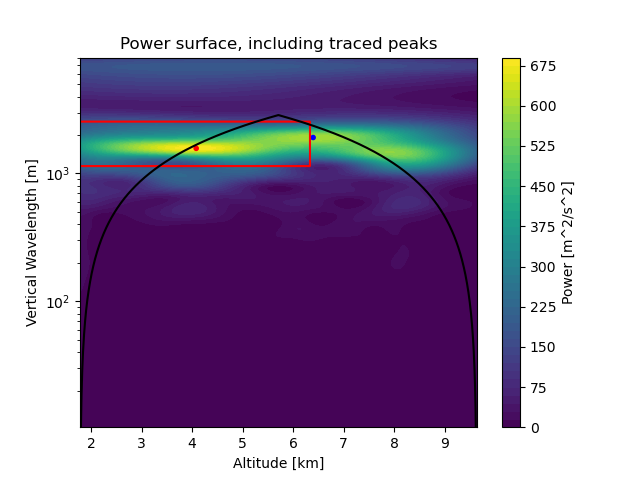 Power surface, including traced peaks
Vertical Wavelength [m]
10^3
10^2
2 3 4 5 6 7 8 9
Altitude [km]
675
600
525
450
375
300
225
150
75
0
Power [m^2/s^2]